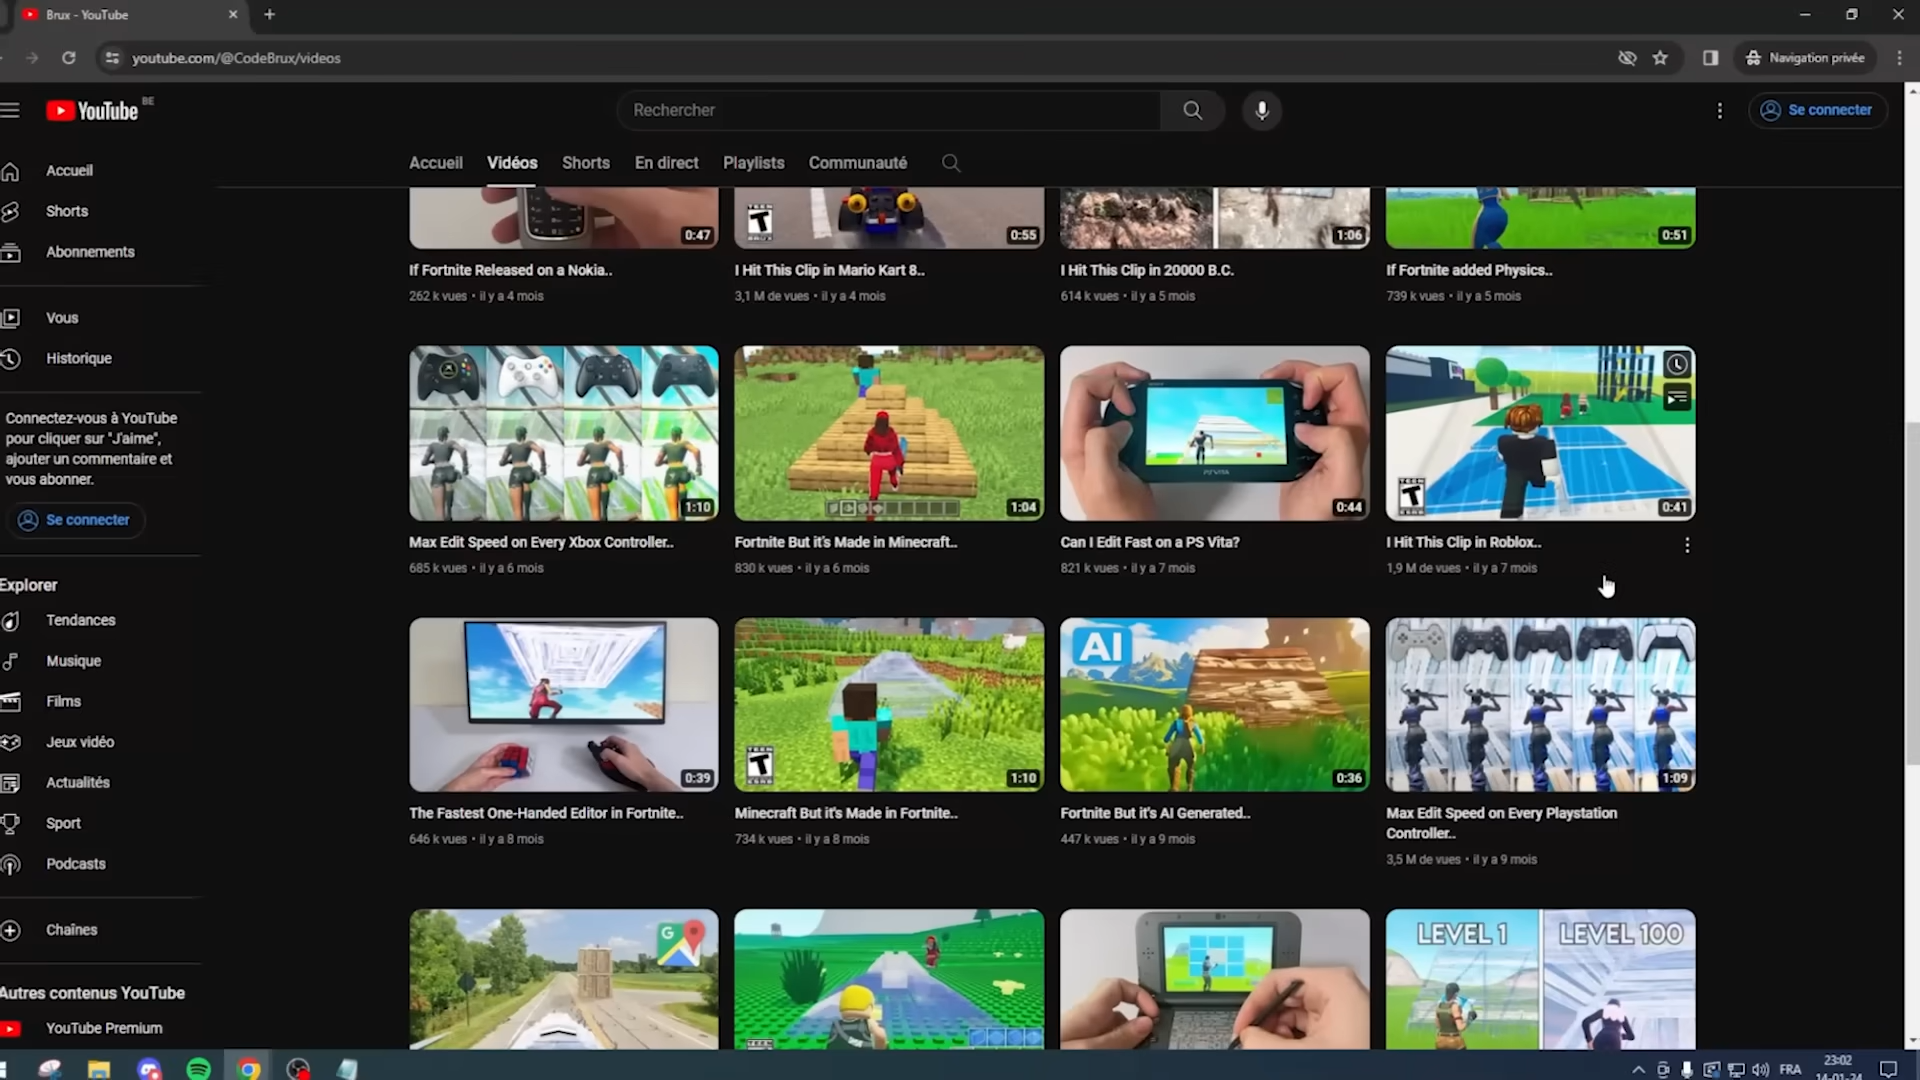 Brux - YouTube
youtube.com/@CodeBrux/videos
Navigation privée
YouTube BE
Rechercher
Se connecter
Accueil
Shorts
Abonnements
Vous
Historique
Connectez-vous à YouTube
pour cliquer sur "J'aime",
ajouter un commentaire et
vous abonner.
Se connecter
Explorer
Tendances
Musique
Films
Jeux vidéo
Actualités
Sport
Podcasts
Chaînes
Autres contenus YouTube
YouTube Premium
Accueil Vidéos Shorts En direct Playlists Communauté
0:47
TEEN
T
0:55
1:06
0:51
If Fortnite Released on a Nokia..
262 k vues • il y a 4 mois
I Hit This Clip in Mario Kart 8..
3,1 M de vues • il y a 4 mois
I Hit This Clip in 20000 B.C.
614 k vues • il y a 5 mois
If Fortnite added Physics..
739 k vues • il y a 5 mois
1:10
1:04
PS VITA
0:44
TEEN
T
0:41
Max Edit Speed on Every Xbox Controller..
685 k vues • il y a 6 mois
Fortnite But it's Made in Minecraft..
830 k vues • il y a 6 mois
Can I Edit Fast on a PS Vita?
821 k vues • il y a 7 mois
I Hit This Clip in Roblox..
1,9 M de vues • il y a 7 mois
0:39
TEEN
T
1:10
AI
0:36
1:09
The Fastest One-Handed Editor in Fortnite..
646 k vues • il y a 8 mois
Minecraft But it's Made in Fortnite..
734 k vues • il y a 8 mois
Fortnite But it's AI Generated..
447 k vues • il y a 9 mois
Max Edit Speed on Every Playstation
Controller..
3,5 M de vues • il y a 9 mois
G
TEEN
LEVEL 1
LEVEL 100
FRA
23:02
14-01-24